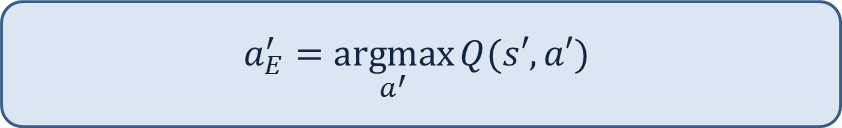 a′_E = argmax Q(s′, a′)
a′